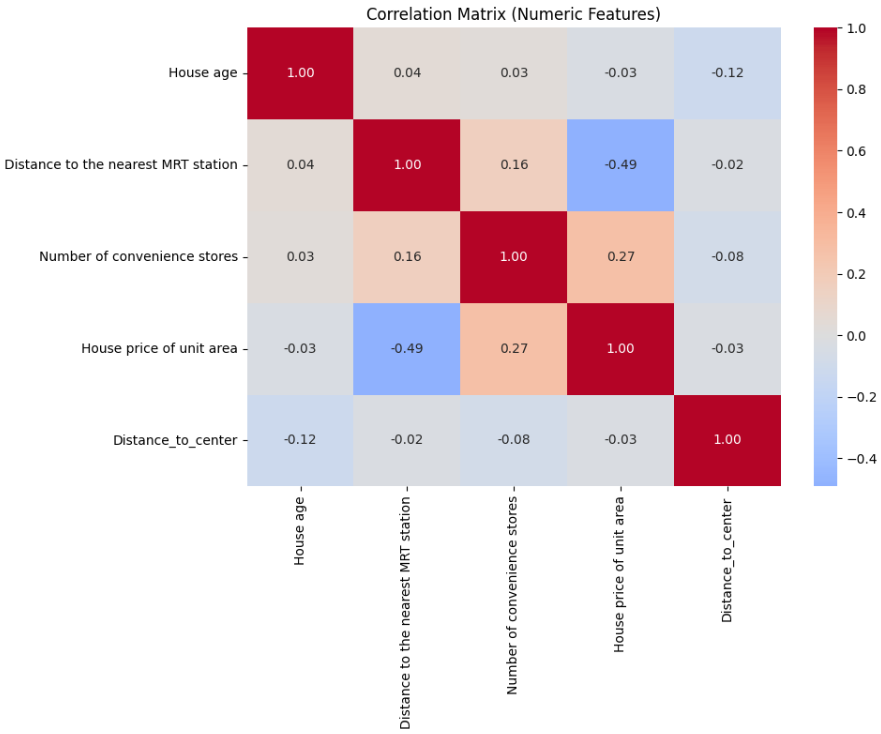 Correlation Matrix (Numeric Features)
House age
1.00 0.04 0.03 -0.03 -0.12
Distance to the nearest MRT station
0.04 1.00 0.16 -0.49 -0.02
Number of convenience stores
0.03 0.16 1.00 0.27 -0.08
House price of unit area
-0.03 -0.49 0.27 1.00 -0.03
Distance_to_center
-0.12 -0.02 -0.08 -0.03 1.00
House age
Distance to the nearest MRT station
Number of convenience stores
House price of unit area
Distance_to_center
1.0
0.8
0.6
0.4
0.2
0.0
−0.2
−0.4